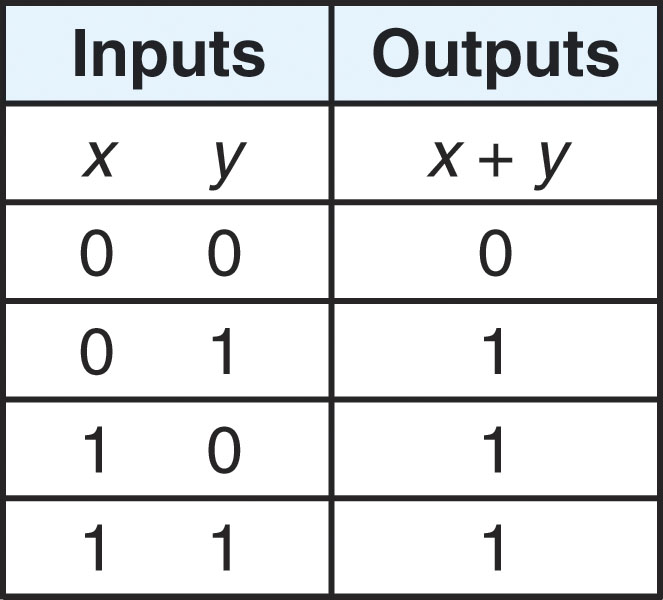 Inputs Outputs
x y x + y
0 0 0
0 1 1
1 0 1
1 1 1